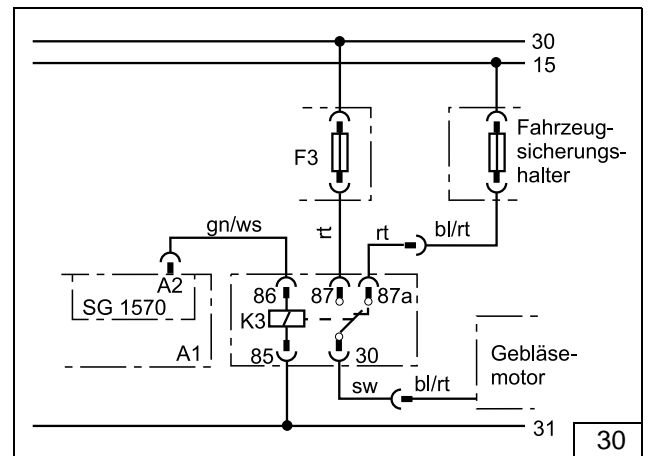 30
15
Fahrzeug-
sicherungs-
halter
F3
gn/ws
rt
rt
bl/rt
A2
SG 1570
A1
86
87
87a
K3
85
30
Gebläse-
motor
sw
bl/rt
31
30